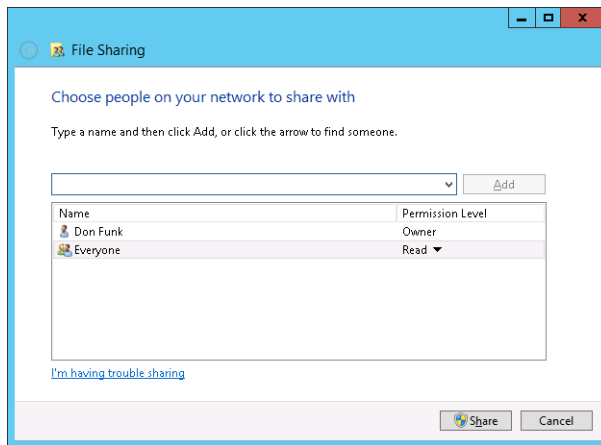 File Sharing
Choose people on your network to share with
Type a name and then click Add, or click the arrow to find someone.
Add
Name Permission Level
Don Funk Owner
Everyone Read
I'm having trouble sharing
Share Cancel